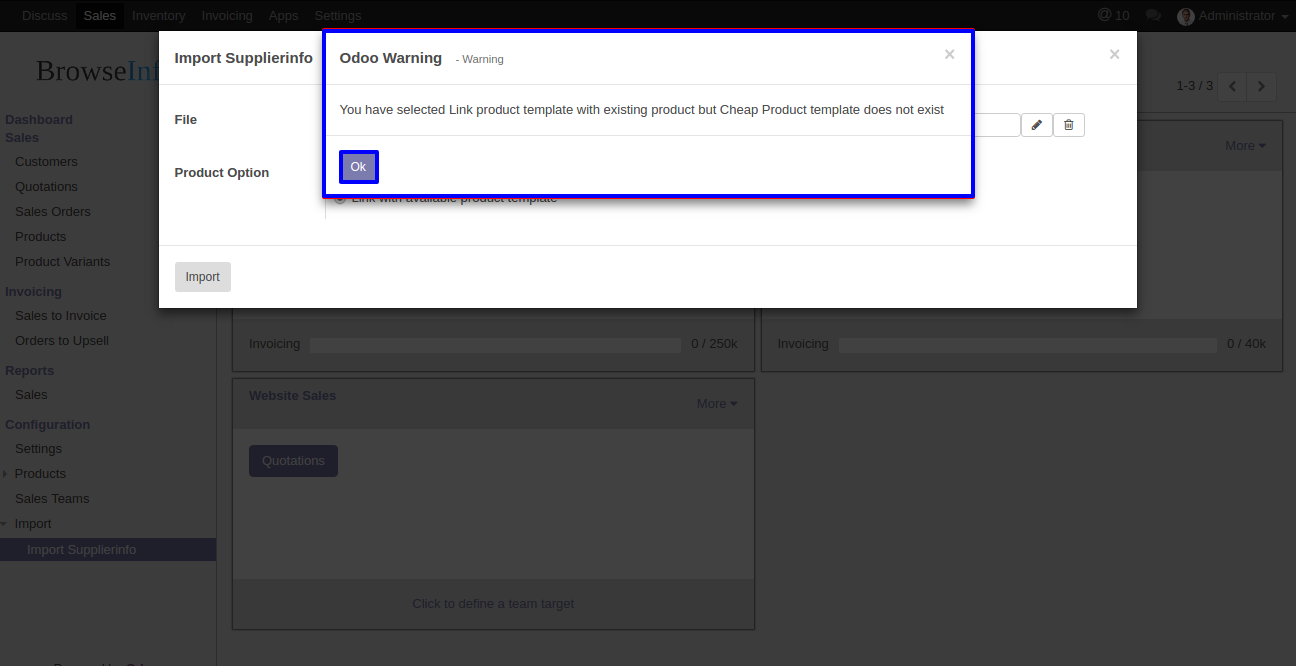 Discuss Sales Inventory Invoicing Apps Settings @ 10 Administrator
BrowseInf
Import Supplierinfo
Odoo Warning - Warning × ×
1-3 / 3
You have selected Link product template with existing product but Cheap Product template does not exist
File
Ok
Product Option
Link with available product template
Import
Dashboard
Sales
Customers
Quotations
Sales Orders
Products
Product Variants
Invoicing
Sales to Invoice
Orders to Upsell
Reports
Sales
Configuration
Settings
Products
Sales Teams
Import
Import Supplierinfo
More
Invoicing 0 / 250k
Invoicing 0 / 40k
Website Sales
More
Quotations
Click to define a team target